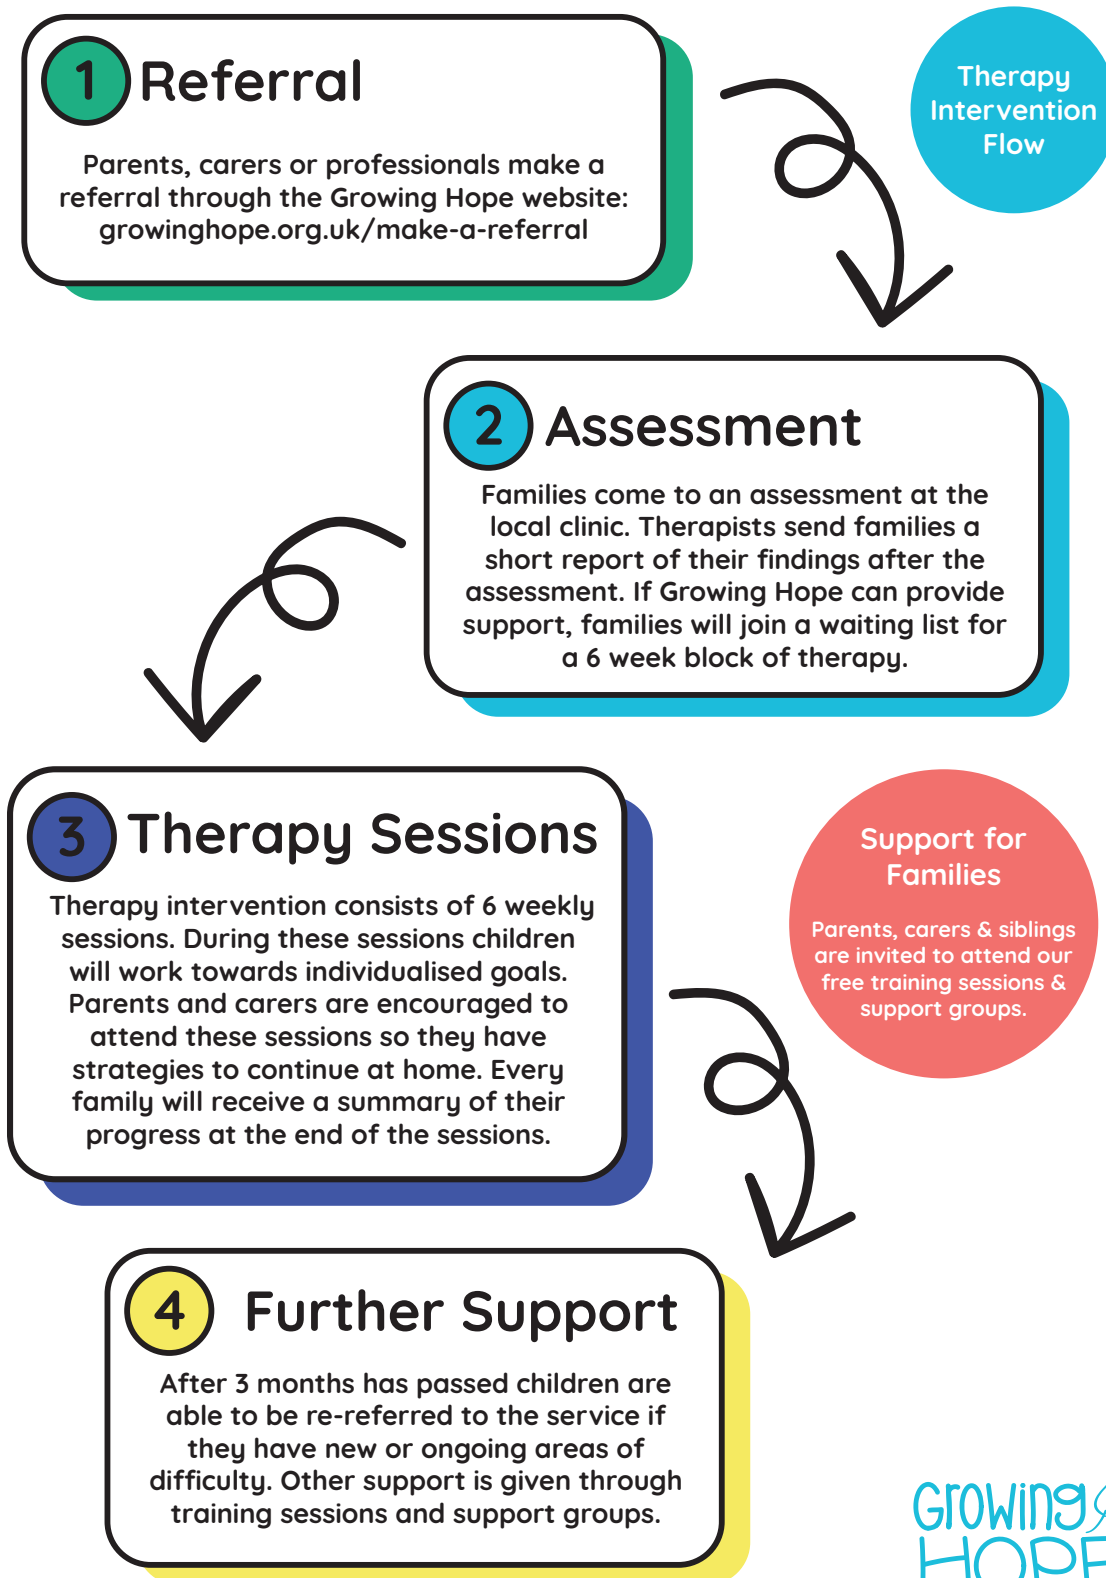 1 Referral
Parents, carers or professionals make a
referral through the Growing Hope website:
growinghope.org.uk/make-a-referral
Therapy
Intervention
Flow
2 Assessment
Families come to an assessment at the
local clinic. Therapists send families a
short report of their findings after the
assessment. If Growing Hope can provide
support, families will join a waiting list for
a 6 week block of therapy.
3 Therapy Sessions
Therapy intervention consists of 6 weekly
sessions. During these sessions children
will work towards individualised goals.
Parents and carers are encouraged to
attend these sessions so they have
strategies to continue at home. Every
family will receive a summary of their
progress at the end of the sessions.
Support for
Families
Parents, carers & siblings
are invited to attend our
free training sessions &
support groups.
4 Further Support
After 3 months has passed children are
able to be re-referred to the service if
they have new or ongoing areas of
difficulty. Other support is given through
training sessions and support groups.
Growing
HOPE